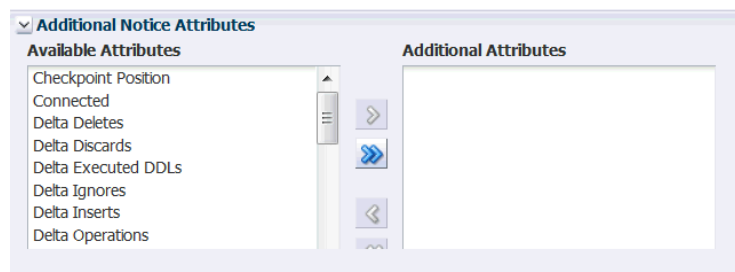 Additional Notice Attributes
Available Attributes
Additional Attributes
Checkpoint Position
Connected
Delta Deletes
Delta Discards
Delta Executed DDLs
Delta Ignores
Delta Inserts
Delta Operations